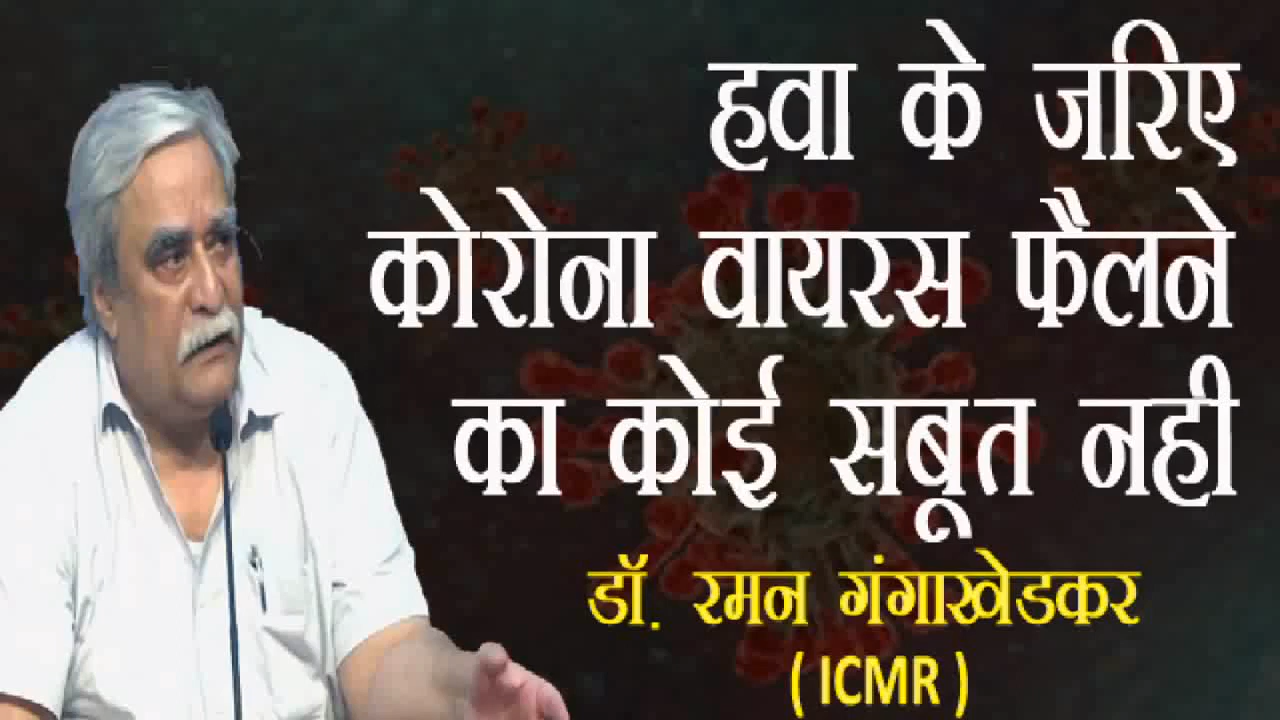 हवा के जरिए
कोरोना वायरस फैलने
का कोई सबूत नही
डॉ. रमन गंगाखेडकर
( ICMR )